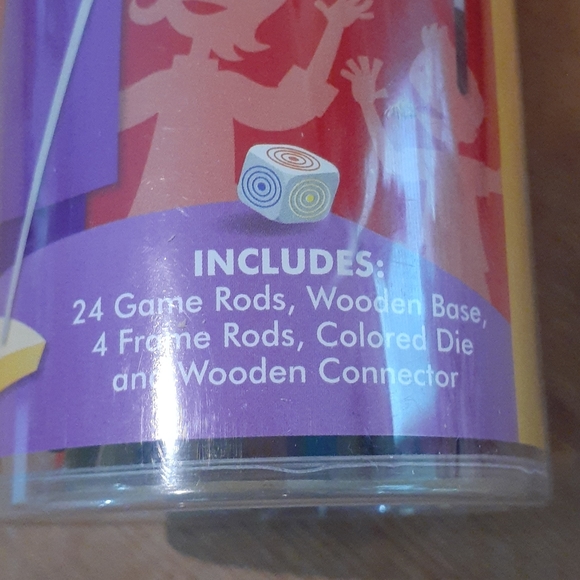 INCLUDES:
24 Game Rods, Wooden Base,
4 Frame Rods, Colored Die
and Wooden Connector